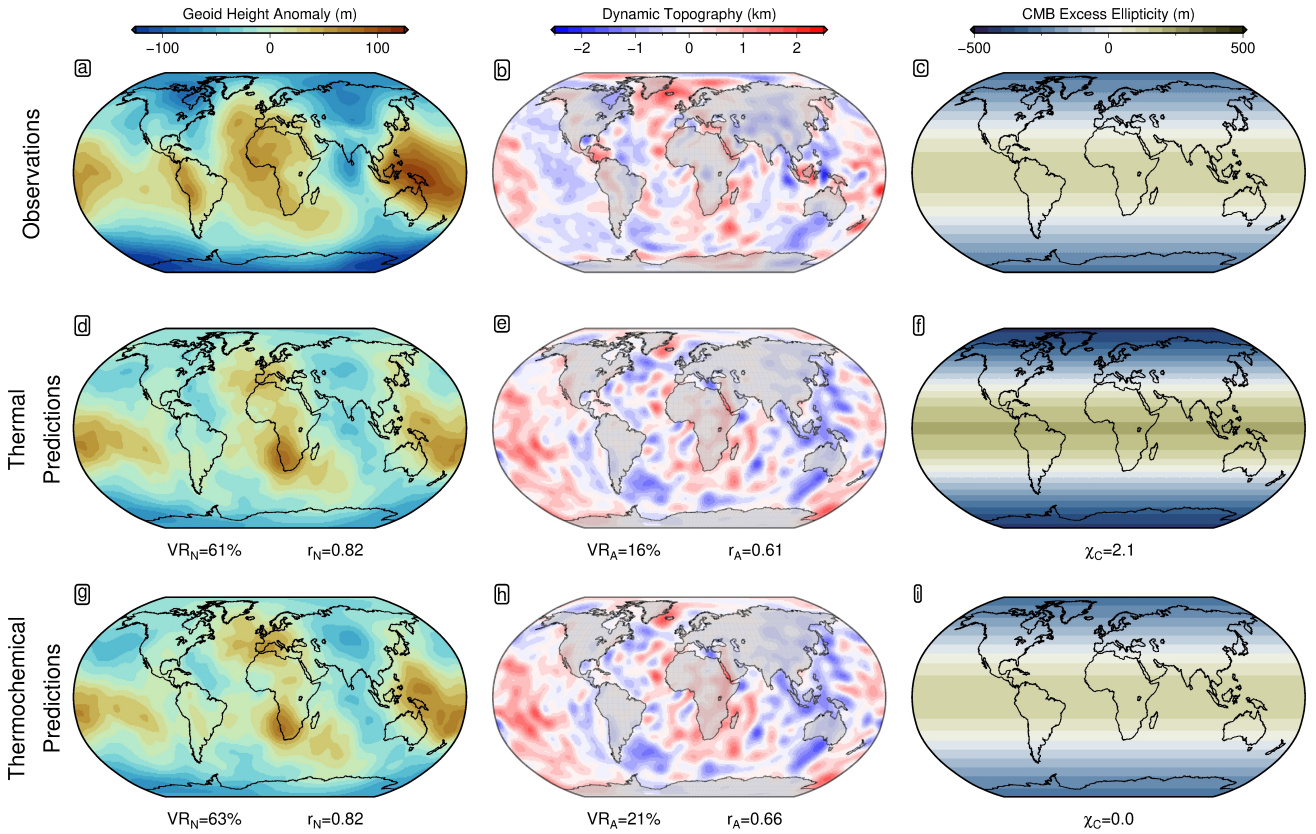 Geoid Height Anomaly (m)
−100 0 100
Dynamic Topography (km)
−2 −1 0 1 2
CMB Excess Ellipticity (m)
−500 0 500
a
b
c
Observations
d
e
f
Thermal
Predictions
VR_N=61% r_N=0.82
VR_A=16% r_A=0.61
χ_C=2.1
g
h
i
Thermochemical
Predictions
VR_N=63% r_N=0.82
VR_A=21% r_A=0.66
χ_C=0.0